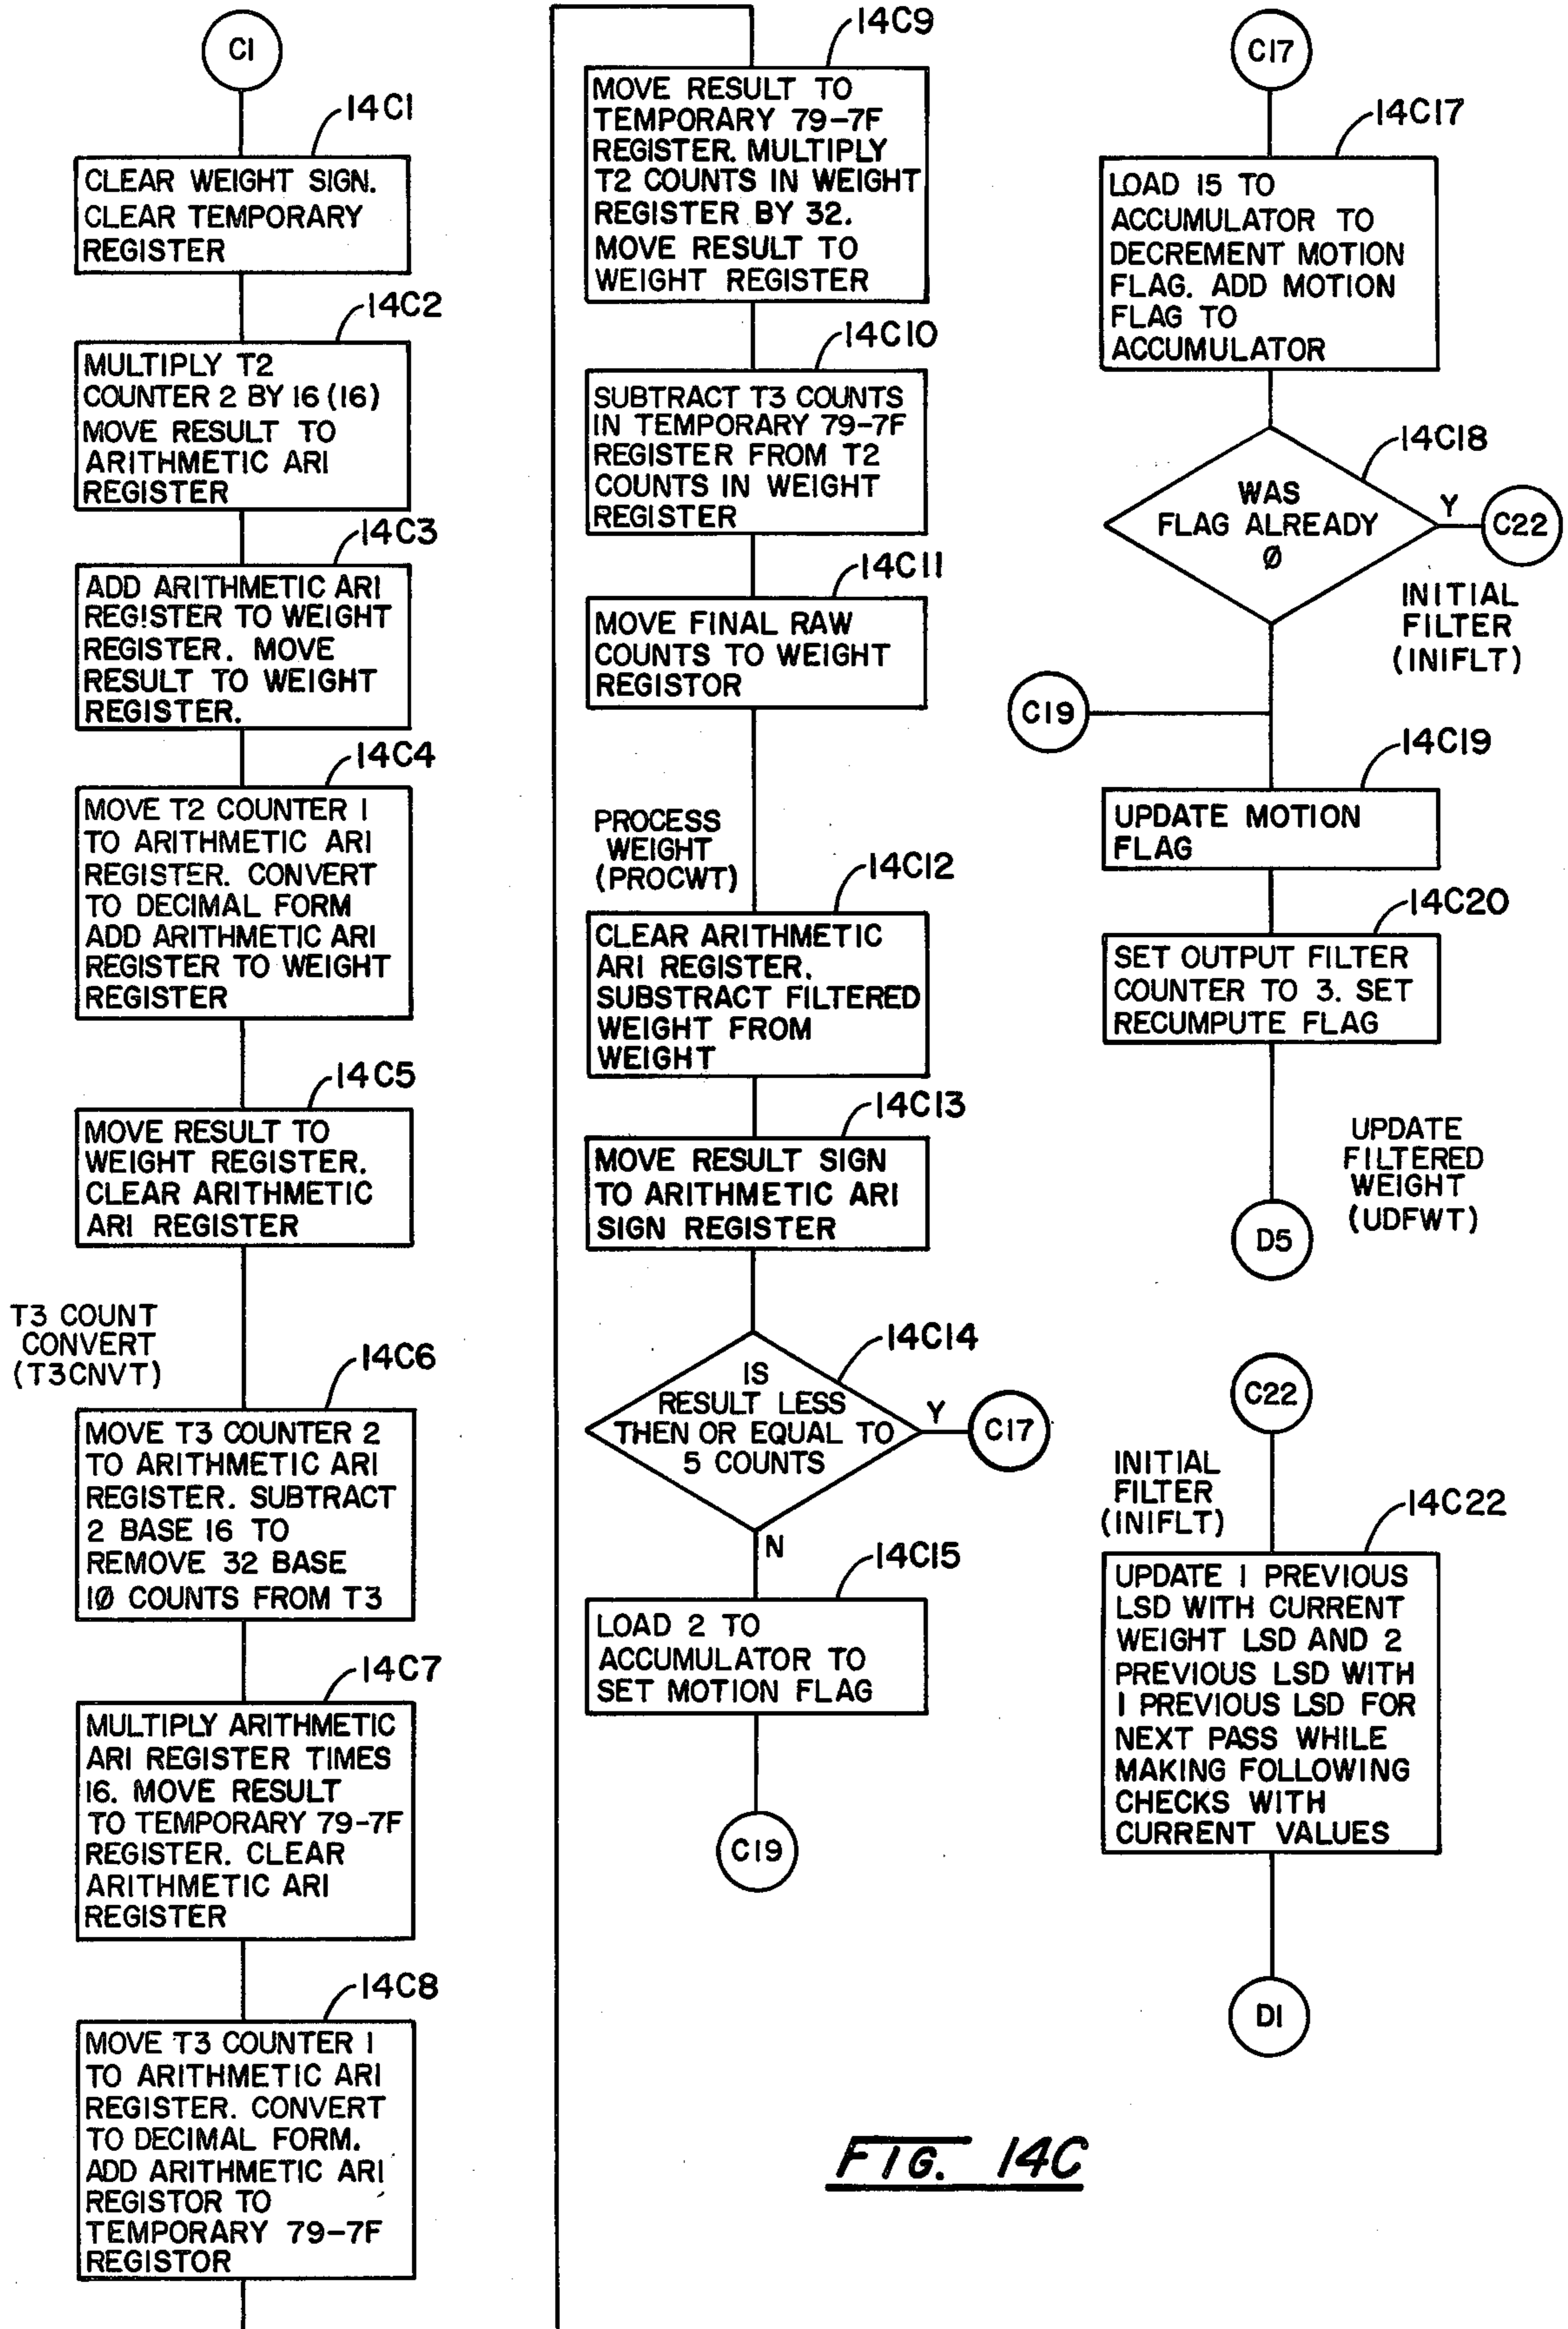 C1
14C1
CLEAR WEIGHT SIGN.
CLEAR TEMPORARY
REGISTER
14C2
MULTIPLY T2
COUNTER 2 BY 16 (16)
MOVE RESULT TO
ARITHMETIC ARI
REGISTER
14C3
ADD ARITHMETIC ARI
REGISTER TO WEIGHT
REGISTER. MOVE
RESULT TO WEIGHT
REGISTER.
14C4
MOVE T2 COUNTER 1
TO ARITHMETIC ARI
REGISTER. CONVERT
TO DECIMAL FORM
ADD ARITHMETIC ARI
REGISTER TO WEIGHT
REGISTER
14C5
MOVE RESULT TO
WEIGHT REGISTER.
CLEAR ARITHMETIC
ARI REGISTER
T3 COUNT
CONVERT
(T3CNVT)
14C6
MOVE T3 COUNTER 2
TO ARITHMETIC ARI
REGISTER. SUBTRACT
2 BASE 16 TO
REMOVE 32 BASE
1Ø COUNTS FROM T3
14C7
MULTIPLY ARITHMETIC
ARI REGISTER TIMES
16. MOVE RESULT
TO TEMPORARY 79-7F
REGISTER. CLEAR
ARITHMETIC ARI
REGISTER
14C8
MOVE T3 COUNTER 1
TO ARITHMETIC ARI
REGISTER. CONVERT
TO DECIMAL FORM.
ADD ARITHMETIC ARI
REGISTOR TO
TEMPORARY 79-7F
REGISTOR
14C9
MOVE RESULT TO
TEMPORARY 79-7F
REGISTER. MULTIPLY
T2 COUNTS IN WEIGHT
REGISTER BY 32.
MOVE RESULT TO
WEIGHT REGISTER
14C10
SUBTRACT T3 COUNTS
IN TEMPORARY 79-7F
REGISTER FROM T2
COUNTS IN WEIGHT
REGISTER
14C11
MOVE FINAL RAW
COUNTS TO WEIGHT
REGISTOR
PROCESS
WEIGHT
(PROCWT)
14C12
CLEAR ARITHMETIC
ARI REGISTER.
SUBSTRACT FILTERED
WEIGHT FROM
WEIGHT
14C13
MOVE RESULT SIGN
TO ARITHMETIC ARI
SIGN REGISTER
14C14
IS
RESULT LESS
THEN OR EQUAL TO
5 COUNTS
Y
C17
N
14C15
LOAD 2 TO
ACCUMULATOR TO
SET MOTION FLAG
C19
C17
14C17
LOAD 15 TO
ACCUMULATOR TO
DECREMENT MOTION
FLAG. ADD MOTION
FLAG TO
ACCUMULATOR
14C18
WAS
FLAG ALREADY
Ø
Y
C22
INITIAL
FILTER
(INIFLT)
C19
14C19
UPDATE MOTION
FLAG
14C20
SET OUTPUT FILTER
COUNTER TO 3. SET
RECUMPUTE FLAG
UPDATE
FILTERED
WEIGHT
(UDFWT)
D5
C22
INITIAL
FILTER
(INIFLT)
14C22
UPDATE 1 PREVIOUS
LSD WITH CURRENT
WEIGHT LSD AND 2
PREVIOUS LSD WITH
1 PREVIOUS LSD FOR
NEXT PASS WHILE
MAKING FOLLOWING
CHECKS WITH
CURRENT VALUES
D1
FIG. 14C